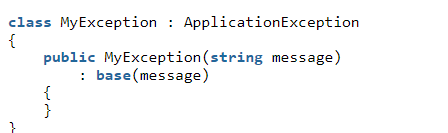 class MyException : ApplicationException
{
    public MyException(string message)
        : base(message)
    {
    }
}